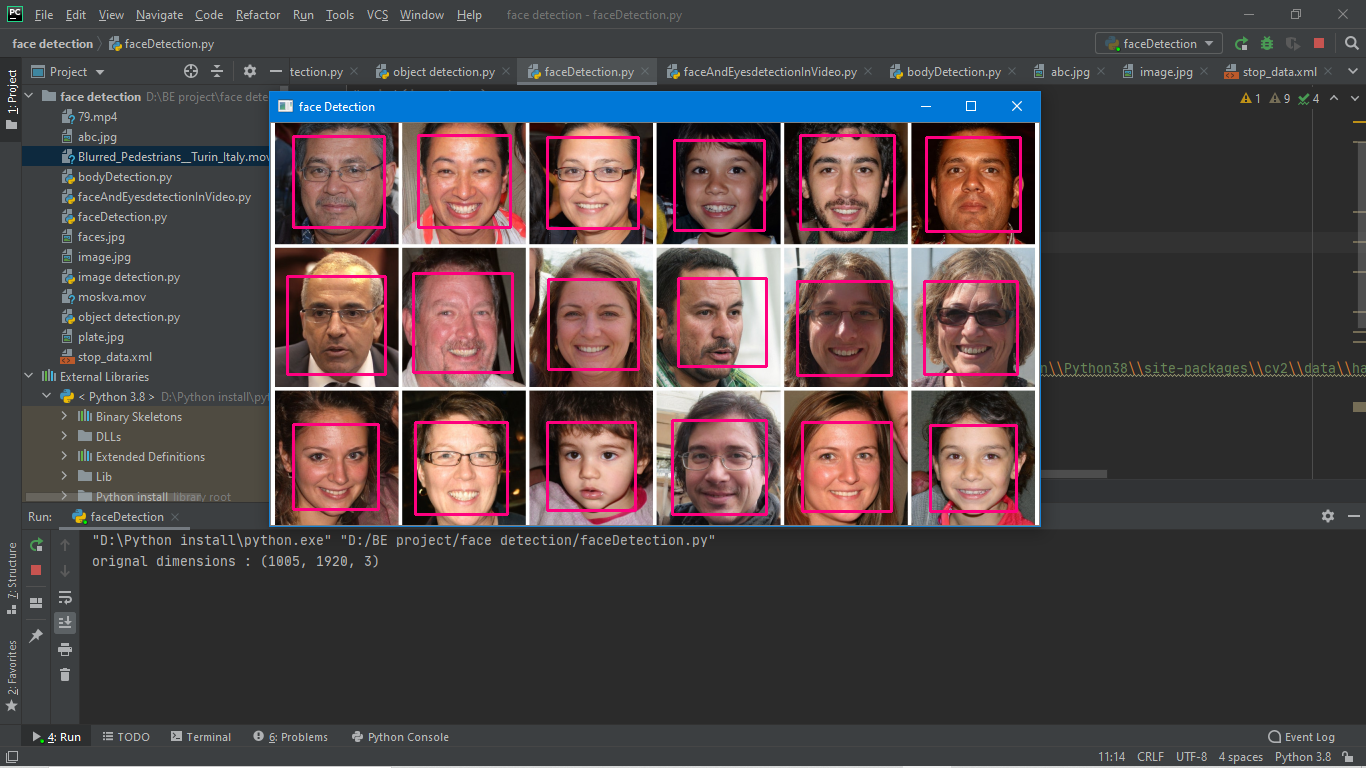 PC File Edit View Navigate Code Refactor Run Tools VCS Window Help face detection - faceDetection.py
face detection faceDetection.py faceDetection
1: Project Project tection.py object detection.py faceDetection.py faceAndEyesdetectionInVideo.py bodyDetection.py abc.jpg image.jpg stop_data.xml
face detection D:\BE project\face dete
face Detection
1 9 4
79.mp4
abc.jpg
Blurred_Pedestrians__Turin_Italy.mov
bodyDetection.py
faceAndEyesdetectionInVideo.py
faceDetection.py
faces.jpg
image.jpg
image detection.py
moskva.mov
object detection.py
plate.jpg
stop_data.xml
n\\Python38\\site-packages\\cv2\\data\\ha
External Libraries
< Python 3.8 > D:\Python install\pyt
Binary Skeletons
DLLs
Extended Definitions
Lib
Python install library root
Run: faceDetection
"D:\Python install\python.exe" "D:/BE project/face detection/faceDetection.py"
orignal dimensions : (1005, 1920, 3)
7: Structure
2: Favorites
4: Run TODO Terminal 6: Problems Python Console Event Log
11:14 CRLF UTF-8 4 spaces Python 3.8